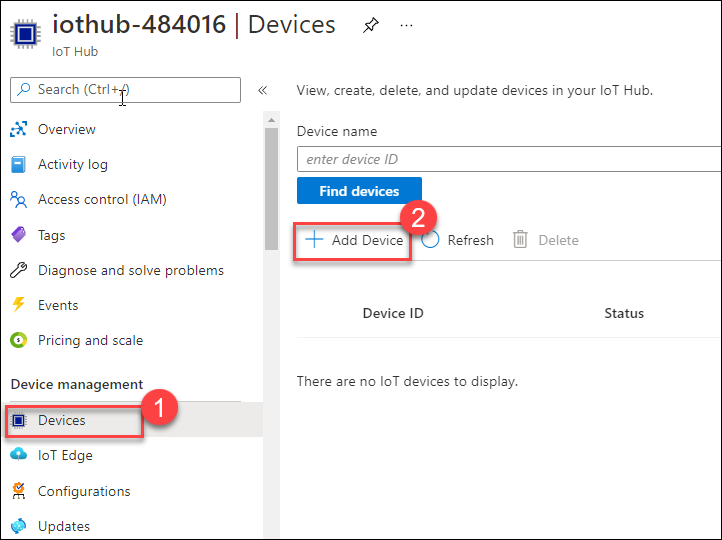 iothub-484016 | Devices
...
IoT Hub
Search (Ctrl+/)
«
Overview
Activity log
Access control (IAM)
Tags
Diagnose and solve problems
Events
Pricing and scale
Device management
Devices
1
IoT Edge
Configurations
Updates
View, create, delete, and update devices in your IoT Hub.
Device name
enter device ID
Find devices
2
+ Add Device
Refresh
Delete
Device ID
Status
There are no IoT devices to display.